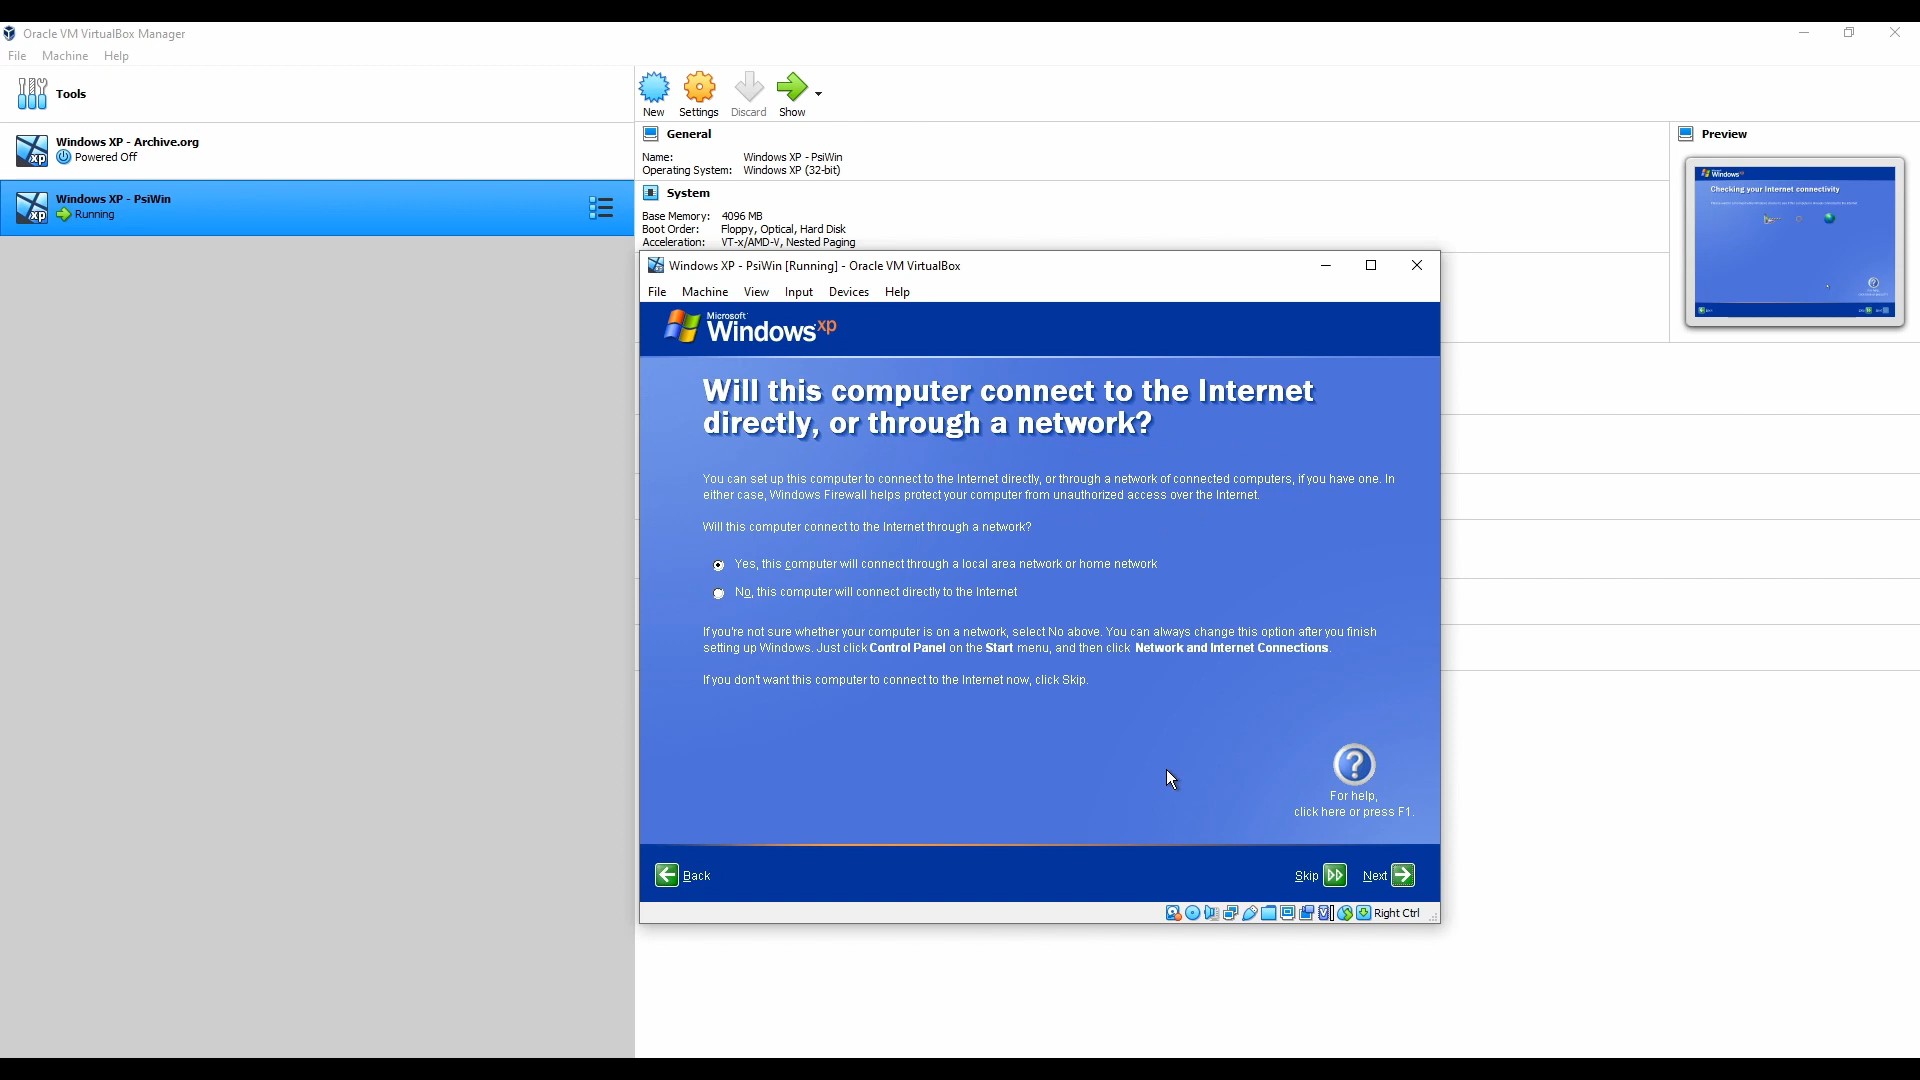 Oracle VM VirtualBox Manager
File Machine Help
Tools
Windows XP - Archive.org
Powered Off
Windows XP - PsiWin
Running
New Settings Discard Show
General
Name: Windows XP - PsiWin
Operating System: Windows XP (32-bit)
System
Base Memory: 4096 MB
Boot Order: Floppy, Optical, Hard Disk
Acceleration: VT-x/AMD-V, Nested Paging
Preview
Windows xp
Checking your Internet connectivity
Windows XP - PsiWin [Running] - Oracle VM VirtualBox
File Machine View Input Devices Help
Microsoft
Windows xp
Will this computer connect to the Internet
directly, or through a network?
You can set up this computer to connect to the Internet directly, or through a network of connected computers, if you have one. In
either case, Windows Firewall helps protect your computer from unauthorized access over the Internet.
Will this computer connect to the Internet through a network?
Yes, this computer will connect through a local area network or home network
No, this computer will connect directly to the Internet
If you're not sure whether your computer is on a network, select No above. You can always change this option after you finish
setting up Windows. Just click Control Panel on the Start menu, and then click Network and Internet Connections.
If you don't want this computer to connect to the Internet now, click Skip.
For help,
click here or press F1.
Back Skip Next
Right Ctrl